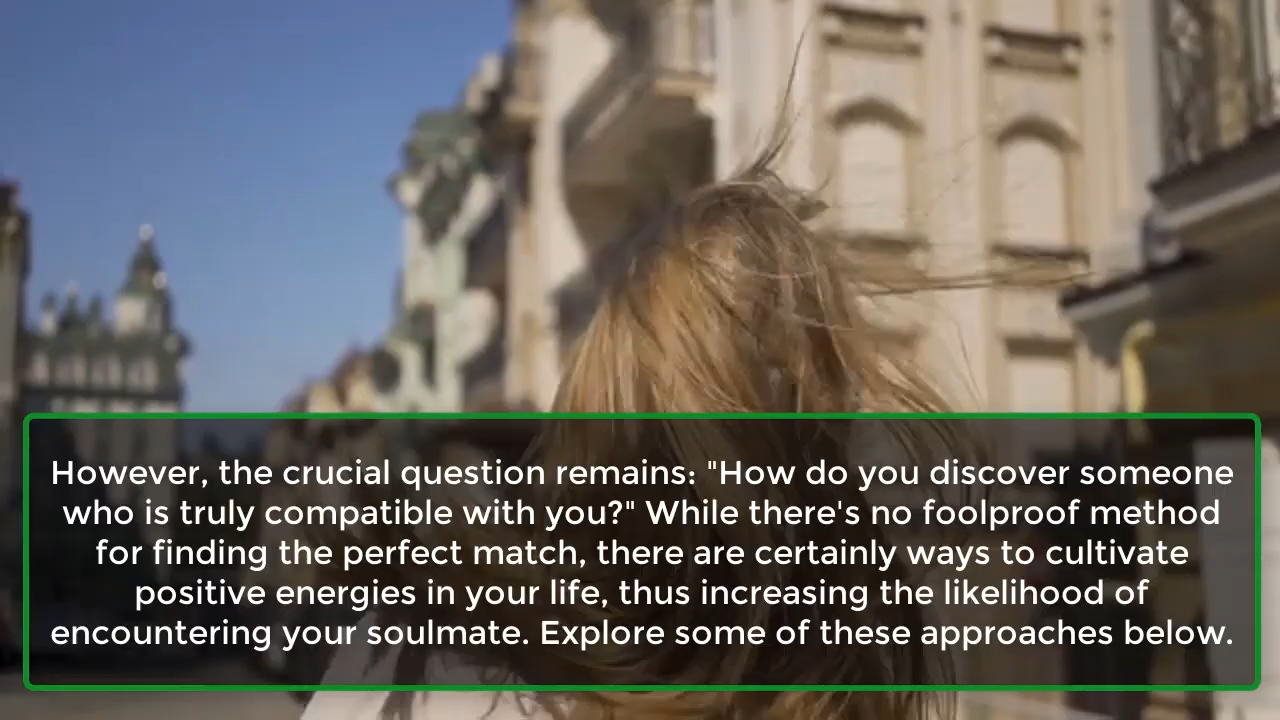 However, the crucial question remains: "How do you discover someone
who is truly compatible with you?" While there's no foolproof method
for finding the perfect match, there are certainly ways to cultivate
positive energies in your life, thus increasing the likelihood of
encountering your soulmate. Explore some of these approaches below.